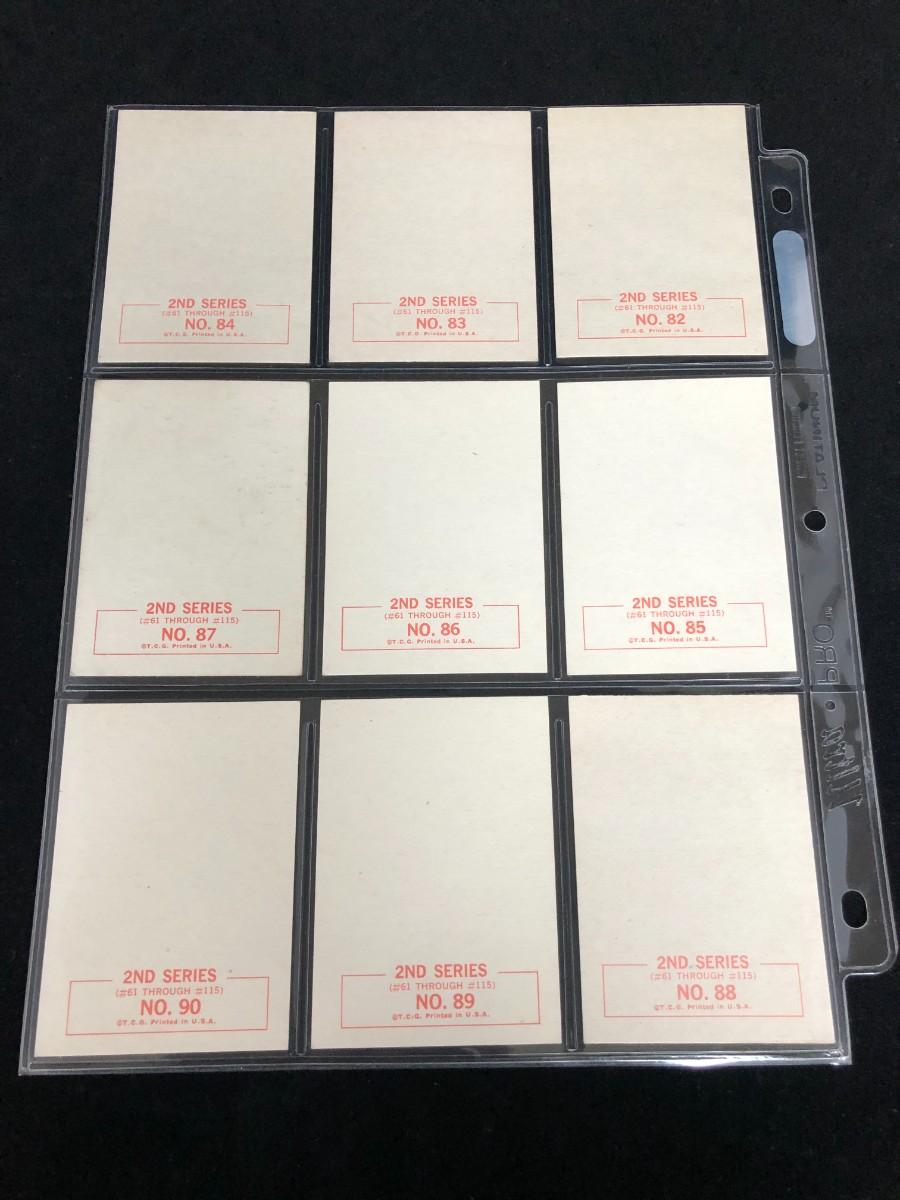 2ND SERIES
(#61 THROUGH #115)
NO. 84
©T.C.G. Printed in U.S.A.
2ND SERIES
(#61 THROUGH #115)
NO. 83
©T.C.G. Printed in U.S.A.
2ND SERIES
(#61 THROUGH #115)
NO. 82
©T.C.G. Printed in U.S.A.
2ND SERIES
(#61 THROUGH #115)
NO. 87
©T.C.G. Printed in U.S.A.
2ND SERIES
(#61 THROUGH #115)
NO. 86
©T.C.G. Printed in U.S.A.
2ND SERIES
(#61 THROUGH #115)
NO. 85
©T.C.G. Printed in U.S.A.
2ND SERIES
(#61 THROUGH #115)
NO. 90
©T.C.G. Printed in U.S.A.
2ND SERIES
(#61 THROUGH #115)
NO. 89
©T.C.G. Printed in U.S.A.
2ND SERIES
(#61 THROUGH #115)
NO. 88
©T.C.G. Printed in U.S.A.
ULTRA • PRO
PLATINUM